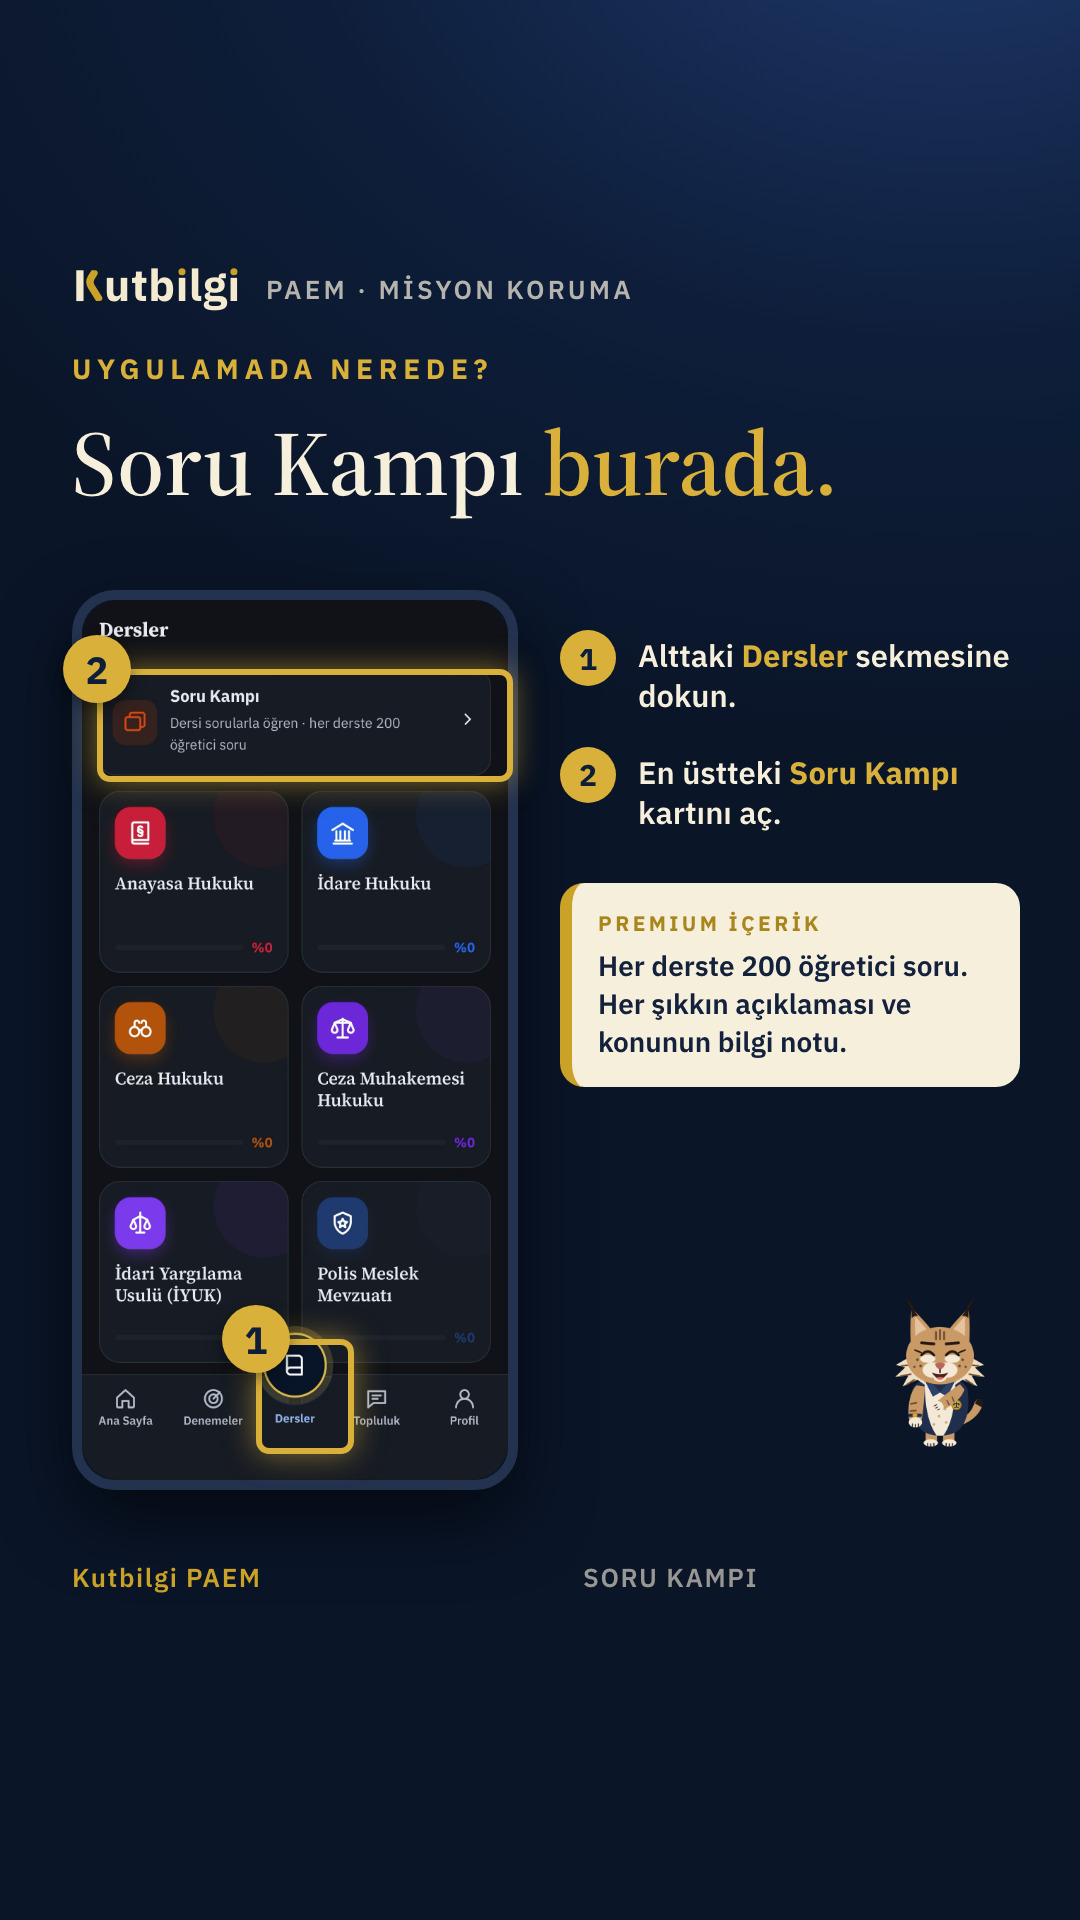 Kutbilgi PAEM · MİSYON KORUMA
UYGULAMADA NEREDE?
Soru Kampı burada.
Dersler
2
Soru Kampı
Dersi sorularla öğren · her derste 200
öğretici soru
Anayasa Hukuku
%0
İdare Hukuku
%0
Ceza Hukuku
%0
Ceza Muhakemesi
Hukuku
%0
İdari Yargılama
Usulü (İYUK)
Polis Meslek
Mevzuatı
%0
1
Ana Sayfa
Denemeler
Dersler
Topluluk
Profil
1 Alttaki Dersler sekmesine
dokun.
2 En üstteki Soru Kampı
kartını aç.
PREMIUM İÇERİK
Her derste 200 öğretici soru.
Her şıkkın açıklaması ve
konunun bilgi notu.
Kutbilgi PAEM
SORU KAMPI